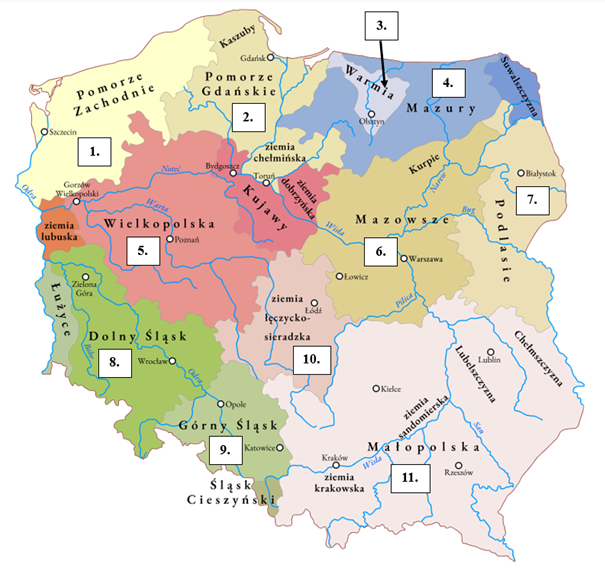 3.
Kaszuby
Gdańsk
Pomorze
Zachodnie
Pomorze
Gdańskie
Warmia
4.
Mazury
Suwalszczyzna
Olsztyn
Szczecin
1.
2.
ziemia
chełmińska
Kurpie
Odra
Gorzów
Wielkopolski
Noteć
Bydgoszcz
Toruń
ziemia
dobrzyńska
Narew
Białystok
7.
Podlasie
Kujawy
Warta
Wielkopolska
ziemia
lubuska
5.
Poznań
Wisła
Mazowsze
Bug
6.
Warszawa
Łużyce
Zielona
Góra
Łowicz
ziemia
łęczycko-
sieradzka
Łódź
Pilica
Dolny Śląsk
8.
Bóbr
Wrocław
Odra
10.
Lublin
Lubelszczyzna
Chełmszczyzna
Kielce
ziemia
sandomierska
Opole
Górny Śląsk
9.
Katowice
Śląsk
Cieszyński
San
Małopolska
Kraków
Wisła
ziemia
krakowska
11.
Rzeszów